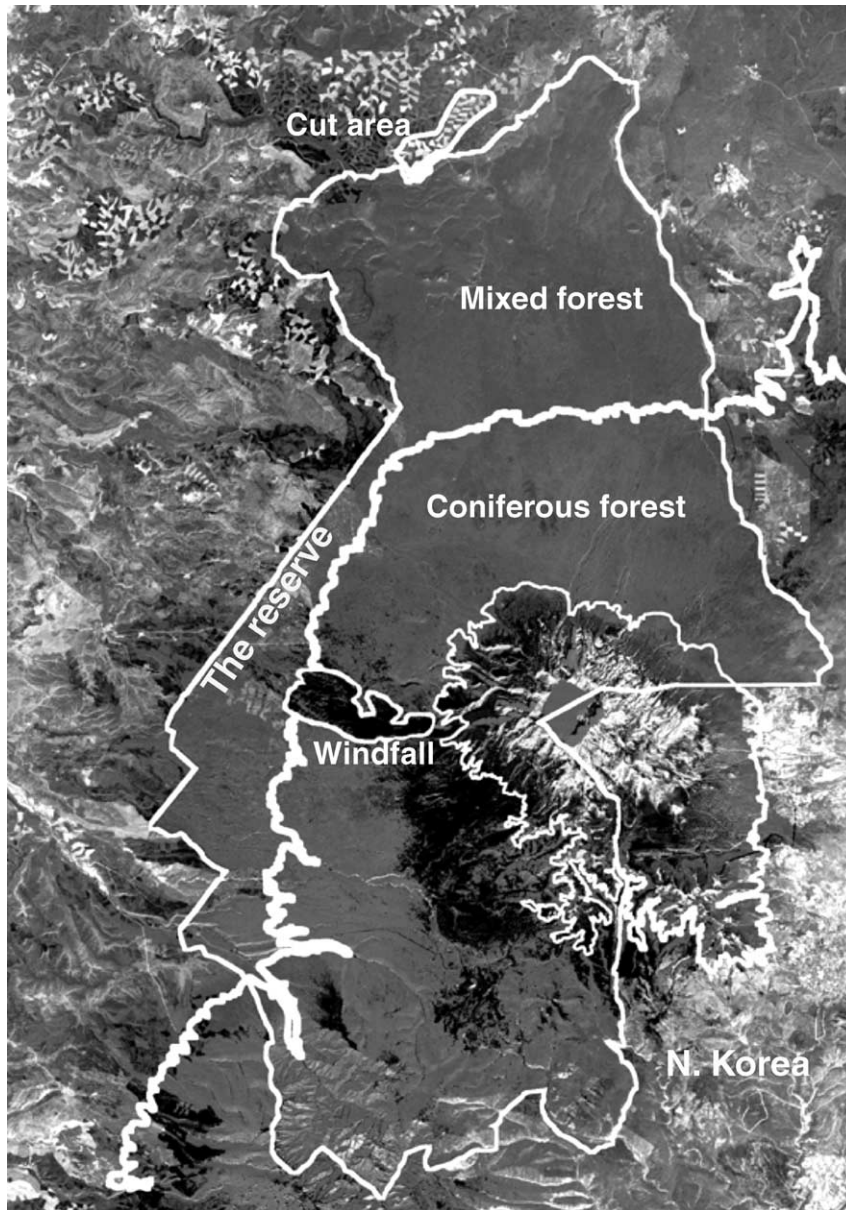 Cut area
Mixed forest
Coniferous forest
The reserve
Windfall
N. Korea